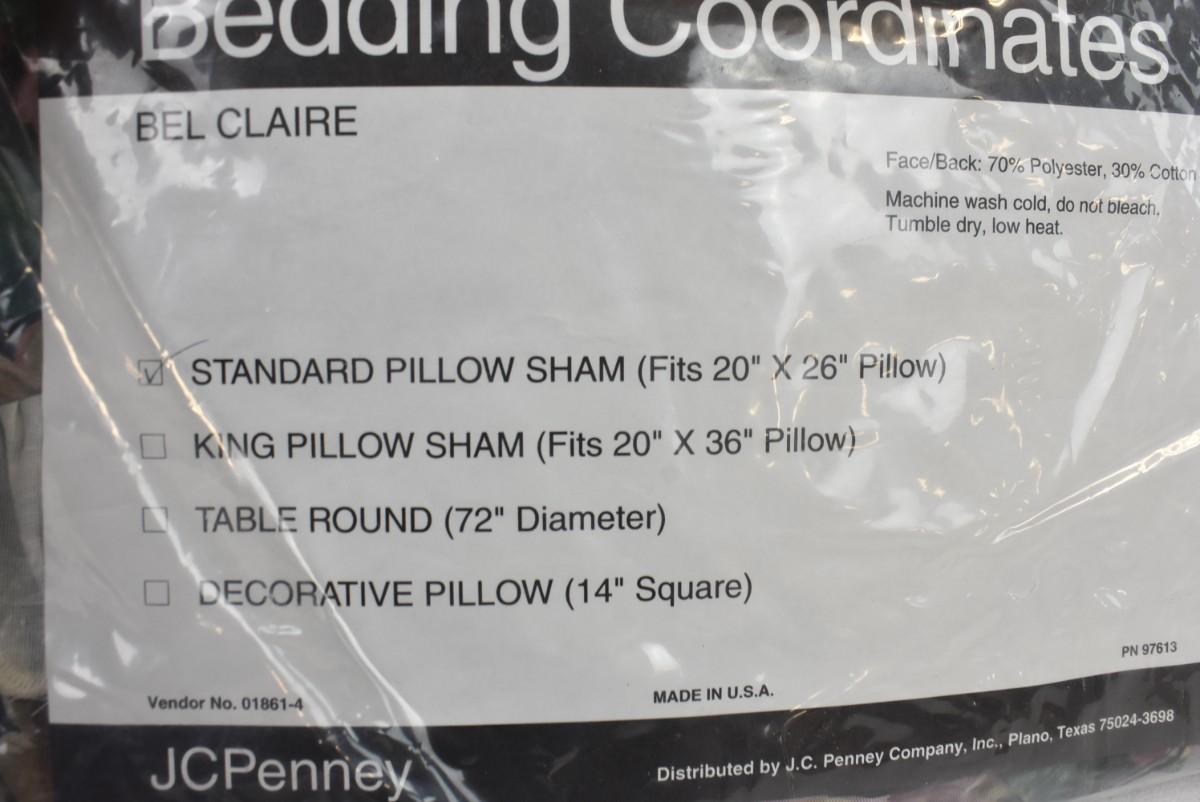 Bedding Coordinates
BEL CLAIRE
Face/Back: 70% Polyester, 30% Cotton
Machine wash cold, do not bleach.
Tumble dry, low heat.
STANDARD PILLOW SHAM (Fits 20" X 26" Pillow)
KING PILLOW SHAM (Fits 20" X 36" Pillow)
TABLE ROUND (72" Diameter)
DECORATIVE PILLOW (14" Square)
PN 97613
Vendor No. 01861-4
MADE IN U.S.A.
JCPenney
Distributed by J.C. Penney Company, Inc., Plano, Texas 75024-3698